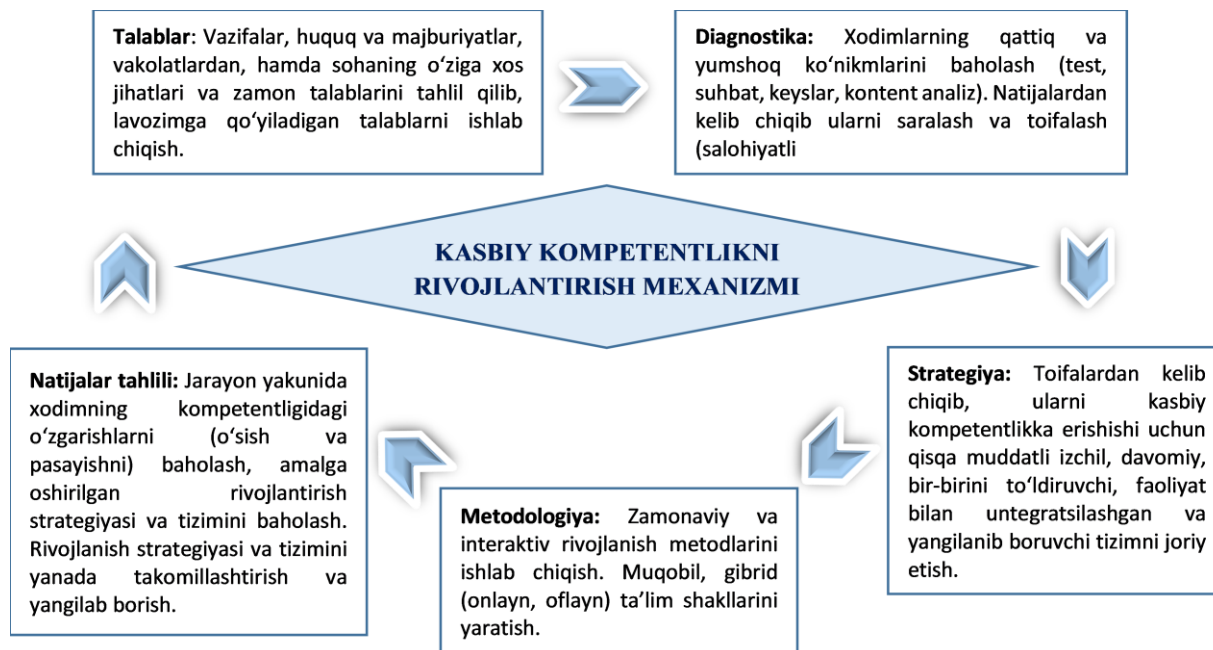 Talablar: Vazifalar, huquq va majburiyatlar,
vakolatlardan, hamda sohaning o‘ziga xos
jihatlari va zamon talablarini tahlil qilib,
lavozimga qo‘yiladigan talablarni ishlab
chiqish.
Diagnostika: Xodimlarning qattiq va
yumshoq ko‘nikmlarini baholash (test,
suhbat, keyslar, kontent analiz). Natijalardan
kelib chiqib ularni saralash va toifalash
(salohiyatli
KASBIY KOMPETENTLIKNI
RIVOJLANTIRISH MEXANIZMI
Strategiya: Toifalardan kelib
chiqib, ularni kasbiy
kompetentlikka erishishi uchun
qisqa muddatli izchil, davomiy,
bir-birini to‘ldiruvchi, faoliyat
bilan untegratsilashgan va
yangilanib boruvchi tizimni joriy
etish.
Metodologiya: Zamonaviy va
interaktiv rivojlanish metodlarini
ishlab chiqish. Muqobil, gibrid
(onlayn, oflayn) ta’lim shakllarini
yaratish.
Natijalar tahlili: Jarayon yakunida
xodimning kompetentligidagi
o‘zgarishlarni (o‘sish va
pasayishni) baholash, amalga
oshirilgan rivojlantirish
strategiyasi va tizimini baholash.
Rivojlanish strategiyasi va tizimini
yanada takomillashtirish va
yangilab borish.